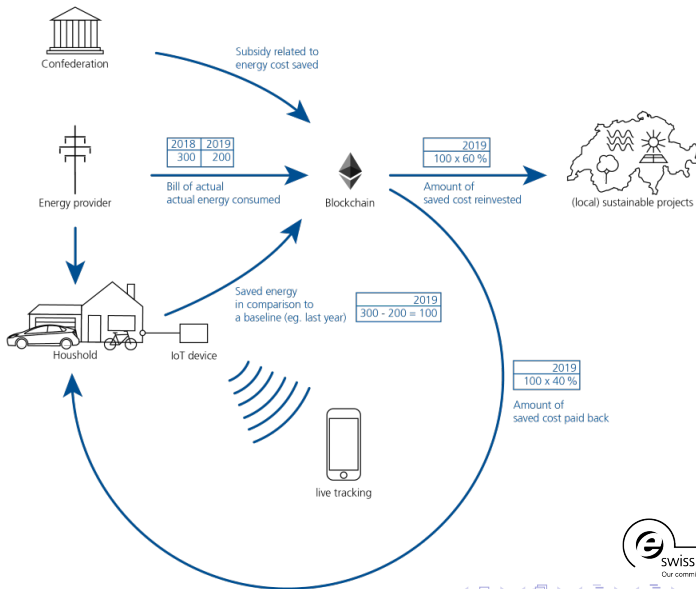 Confederation
Subsidy related to
energy cost saved
2018 2019
300 200
2019
100 x 60 %
Energy provider
Bill of actual
actual energy consumed
Blockchain
Amount of
saved cost reinvested
(local) sustainable projects
Saved energy
in comparison to
a baseline (eg. last year)
2019
300 - 200 = 100
Houshold
IoT device
2019
100 x 40 %
Amount of
saved cost paid back
live tracking
e
swiss
Our commi